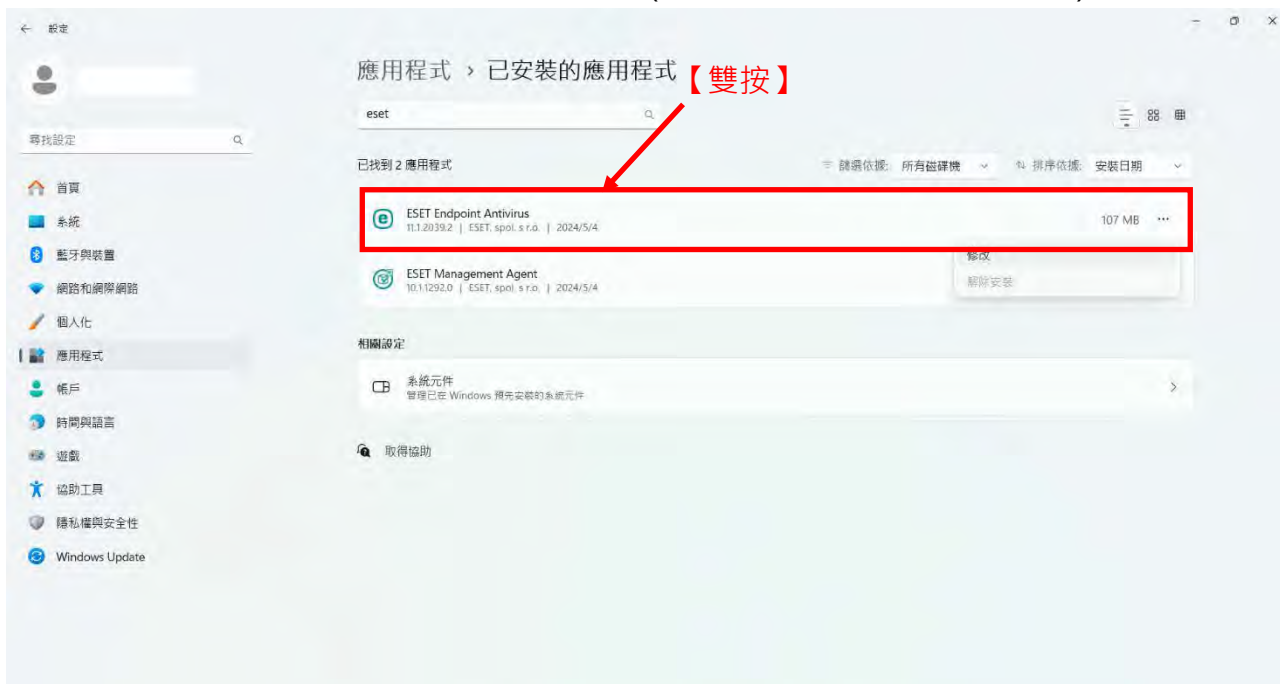 設定
應用程式 › 已安裝的應用程式
【雙按】
eset
尋找設定
已找到 2 應用程式
篩選依據: 所有磁碟機
排序依據: 安裝日期
首頁
系統
藍牙與裝置
網路和網際網路
個人化
應用程式
帳戶
時間與語言
遊戲
協助工具
隱私權與安全性
Windows Update
ESET Endpoint Antivirus
11.1.2039.2 | ESET, spol. s r.o. | 2024/5/4
107 MB
修改
解除安裝
ESET Management Agent
10.1.1292.0 | ESET, spol. s r.o. | 2024/5/4
相關設定
系統元件
管理已在 Windows 預先安裝的系統元件
取得協助